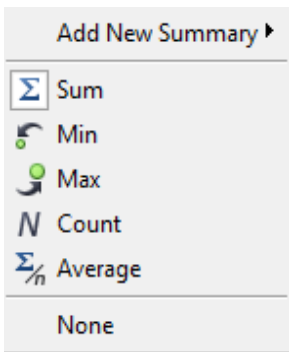 Add New Summary
Σ Sum
Min
Max
N Count
Σ/n Average
None